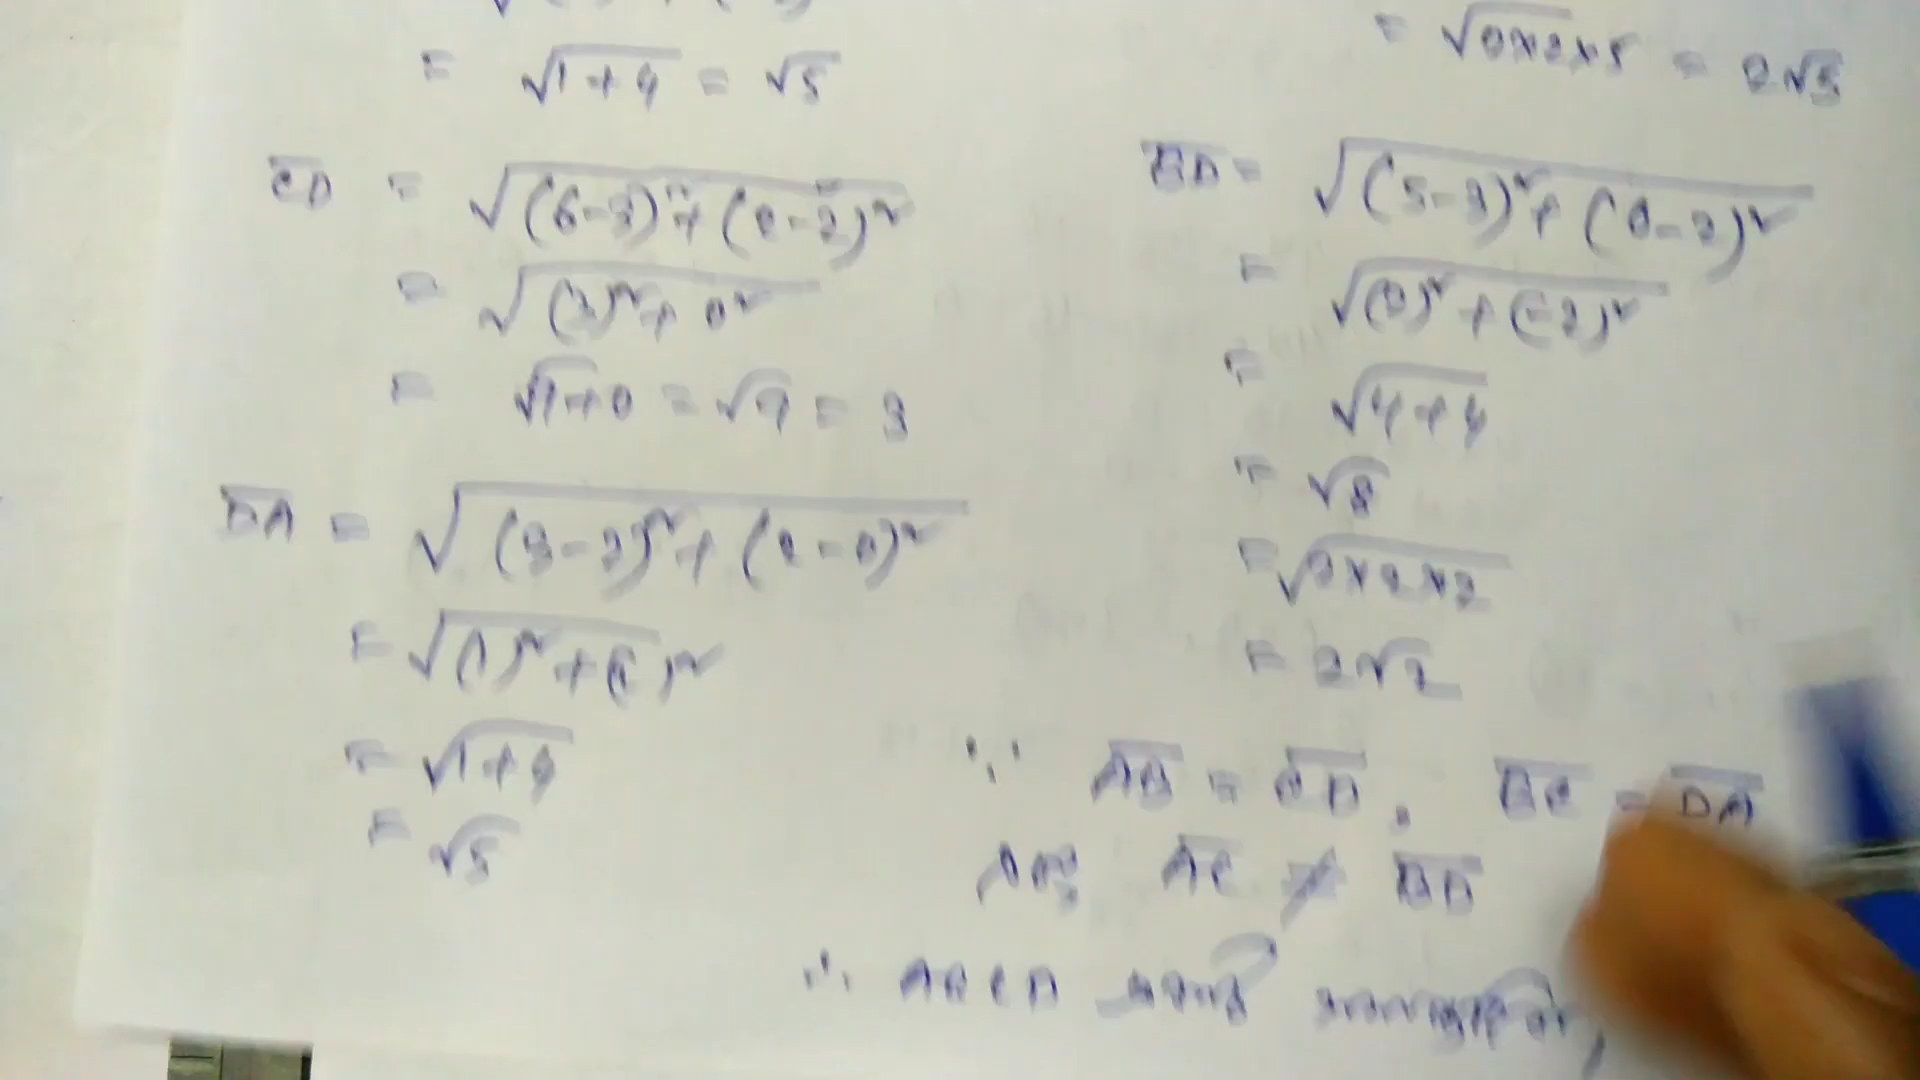 = √1+4 = √5
CD = √(6-3)² + (2-2)²
= √(3)² + 0²
= √9+0 = √9 = 3
DA = √(3-2)² + (2-0)²
= √(1)² + ( )²
= √1+4
= √5
= √2×2×5 = 2√5
BD = √(5-3)² + (0-2)²
= √(2)² + (-2)²
= √4+4
= √8
= √2×2×2
= 2√2
∵ AB = CD, BC = DA
AC ≠ BD
∴ ABCD একটি সামান্তরিক,